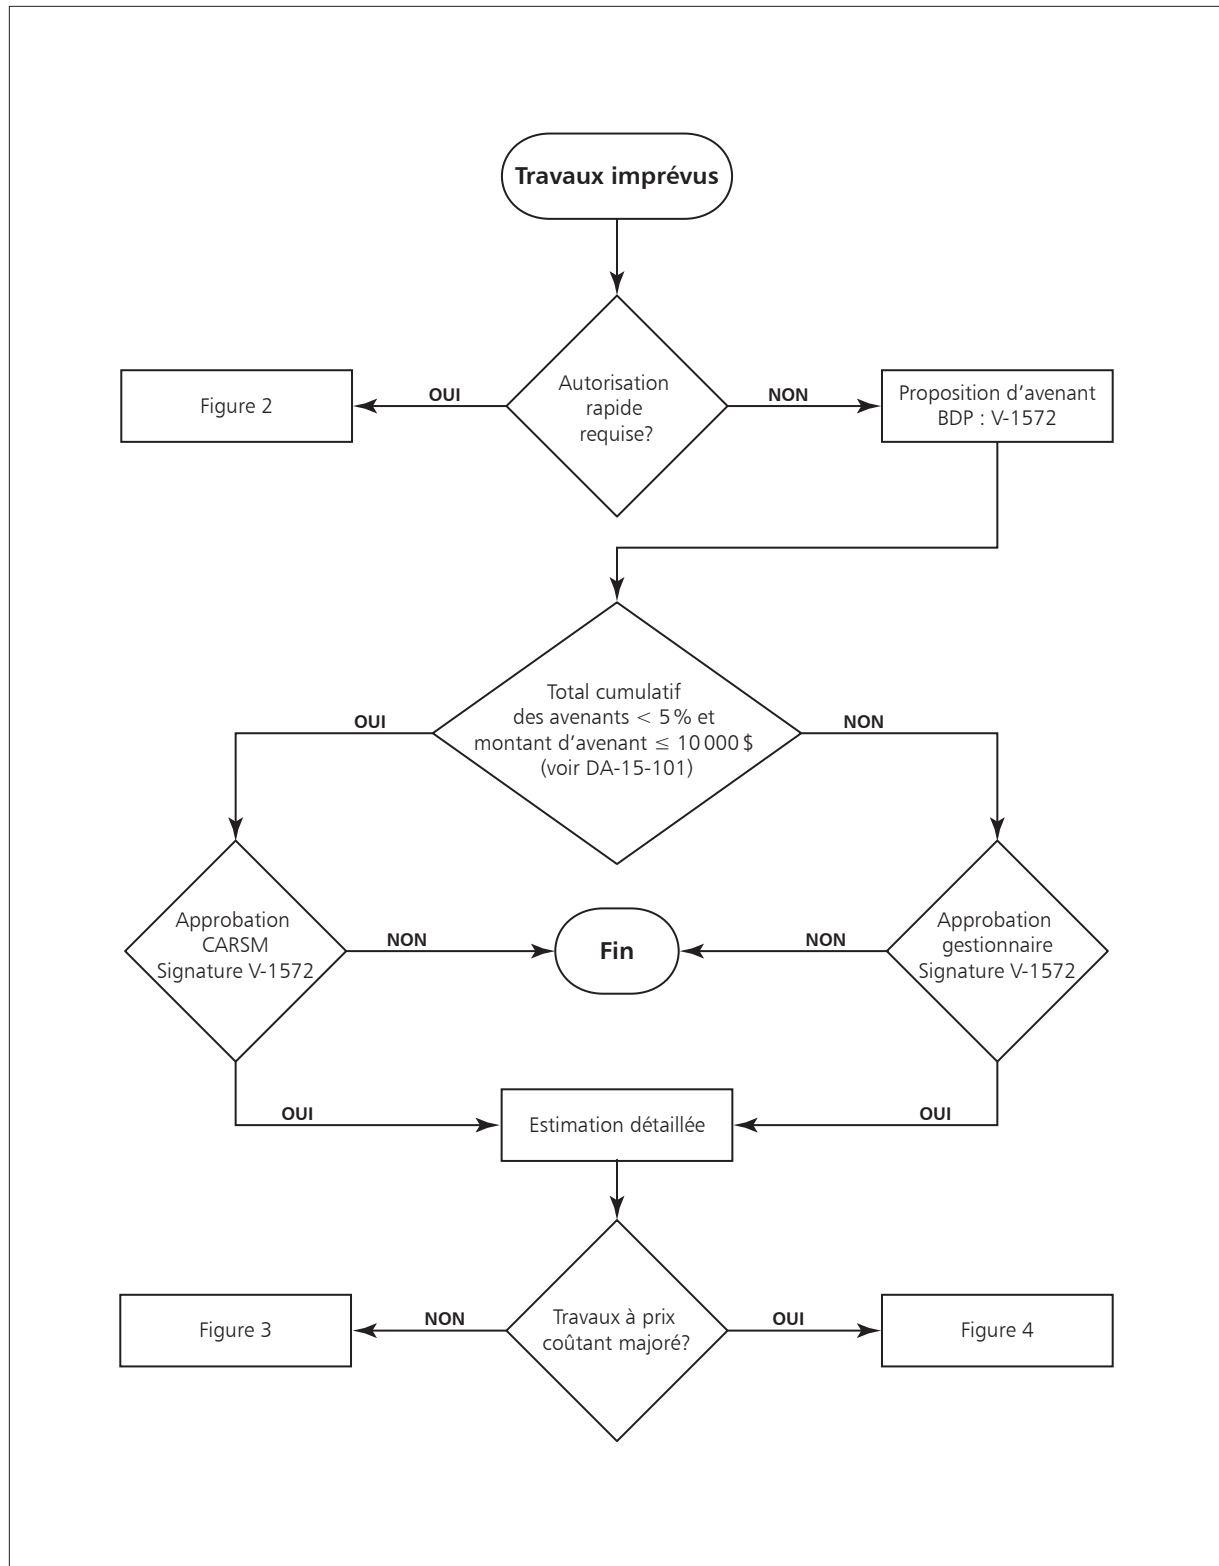 Travaux imprévus
Autorisation
rapide
requise?
OUI
NON
Figure 2
Proposition d'avenant
BDP : V-1572
Total cumulatif
des avenants < 5 % et
montant d'avenant ≤ 10 000 $
(voir DA-15-101)
OUI
NON
Approbation
CARSM
Signature V-1572
NON
Fin
NON
Approbation
gestionnaire
Signature V-1572
OUI
Estimation détaillée
OUI
Travaux à prix
coûtant majoré?
NON
OUI
Figure 3
Figure 4